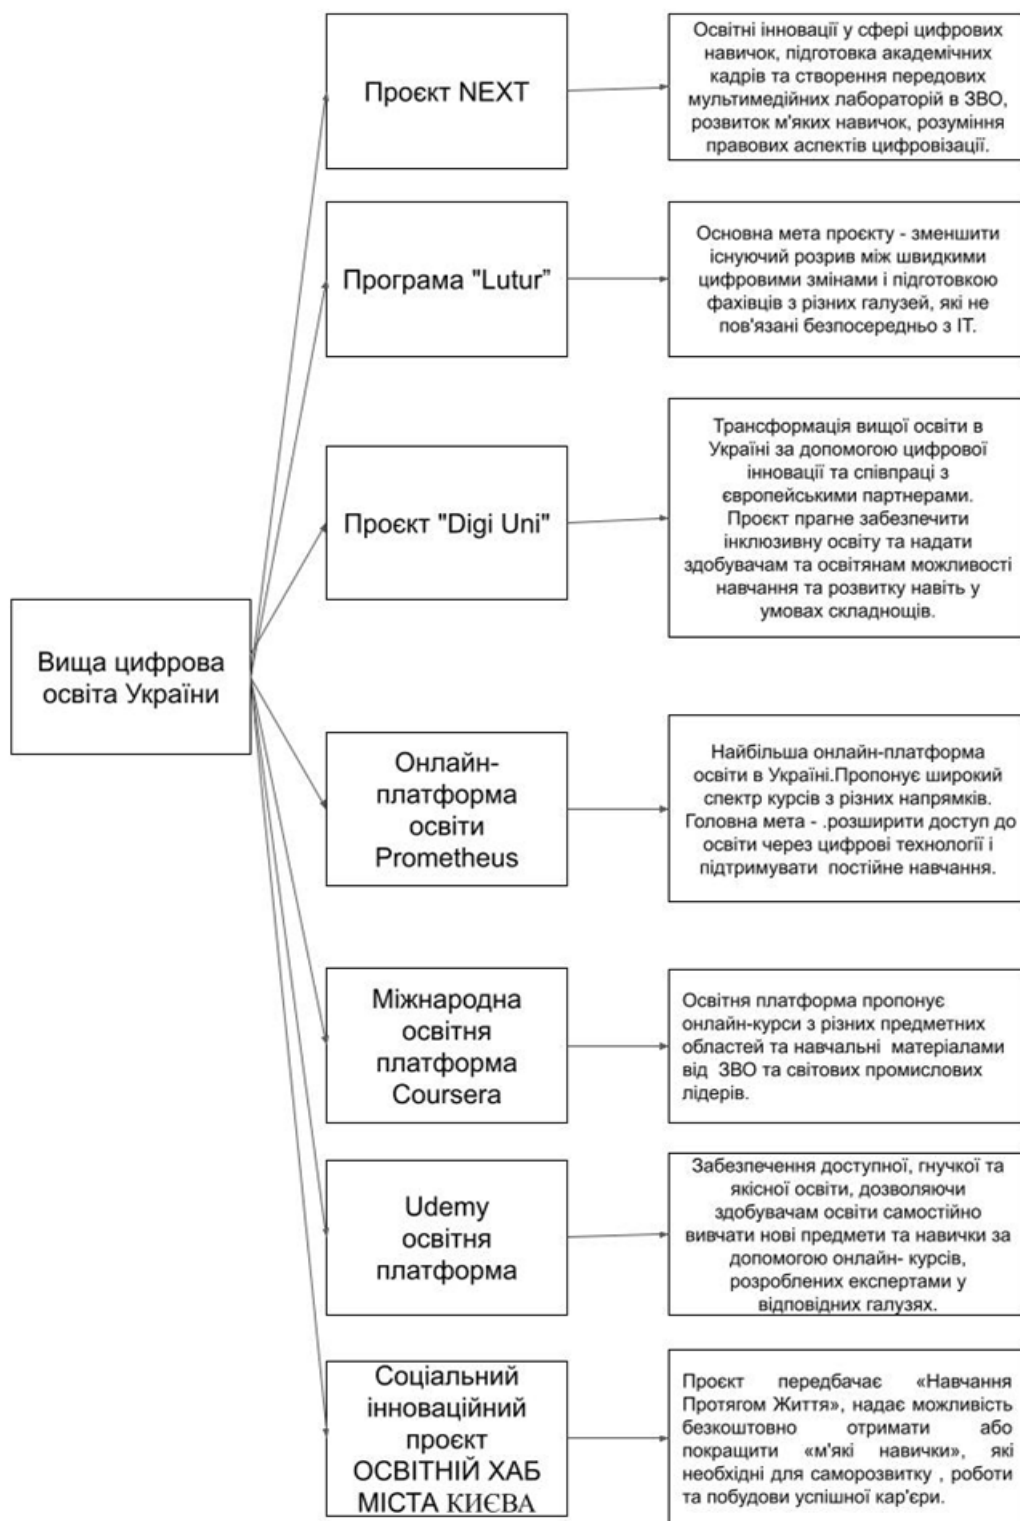 Вища цифрова
освіта України
Проєкт NEXT
Освітні інновації у сфері цифрових
навичок, підготовка академічних
кадрів та створення передових
мультимедійних лабораторій в ЗВО,
розвиток м'яких навичок, розуміння
правових аспектів цифровізації.
Програма "Lutur”
Основна мета проєкту - зменшити
існуючий розрив між швидкими
цифровими змінами і підготовкою
фахівців з різних галузей, які не
пов'язані безпосередньо з ІТ.
Проєкт "Digi Uni"
Трансформація вищої освіти в
Україні за допомогою цифрової
інновації та співпраці з
європейськими партнерами.
Проєкт прагне забезпечити
інклюзивну освіту та надати
здобувачам та освітянам можливості
навчання та розвитку навіть у
умовах складнощів.
Онлайн-
платформа
освіти
Prometheus
Найбільша онлайн-платформа
освіти в Україні.Пропонує широкий
спектр курсів з різних напрямків.
Головна мета - .розширити доступ до
освіти через цифрові технології і
підтримувати  постійне навчання.
Міжнародна
освітня
платформа
Coursera
Освітня платформа пропонує
онлайн-курси з різних предметних
областей та навчальні  матеріалами
від  ЗВО та світових промислових
лідерів.
Udemy
освітня
платформа
Забезпечення доступної, гнучкої та
якісної освіти, дозволяючи
здобувачам освіти самостійно
вивчати нові предмети та навички за
допомогою онлайн- курсів,
розроблених експертами у
відповідних галузях.
Соціальний
інноваційний
проєкт
ОСВІТНІЙ ХАБ
МІСТА КИЄВА
Проєкт передбачає «Навчання
Протягом Життя», надає можливість
безкоштовно отримати або
покращити «м'які навички», які
необхідні для саморозвитку , роботи
та побудови успішної кар'єри.